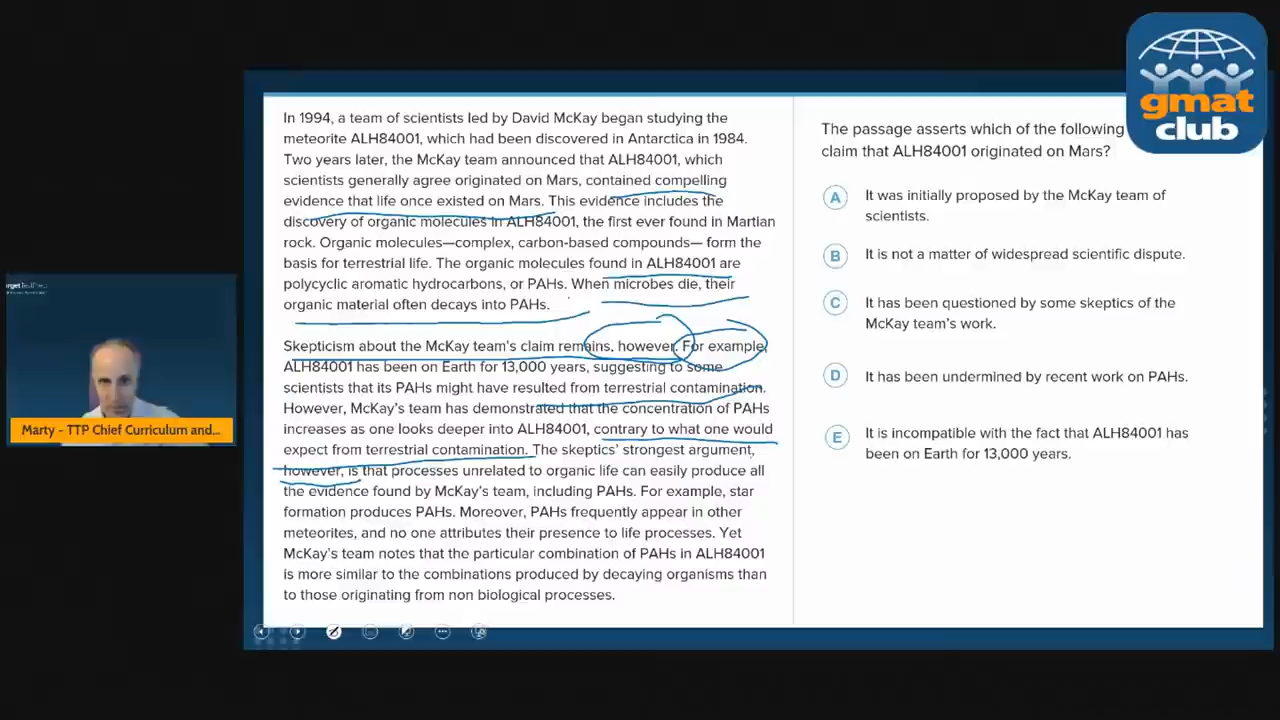 gmat
club
In 1994, a team of scientists led by David McKay began studying the
meteorite ALH84001, which had been discovered in Antarctica in 1984.
Two years later, the McKay team announced that ALH84001, which
scientists generally agree originated on Mars, contained compelling
evidence that life once existed on Mars. This evidence includes the
discovery of organic molecules in ALH84001, the first ever found in Martian
rock. Organic molecules—complex, carbon-based compounds— form the
basis for terrestrial life. The organic molecules found in ALH84001 are
polycyclic aromatic hydrocarbons, or PAHs. When microbes die, their
organic material often decays into PAHs.
Skepticism about the McKay team's claim remains, however. For example,
ALH84001 has been on Earth for 13,000 years, suggesting to some
scientists that its PAHs might have resulted from terrestrial contamination.
However, McKay's team has demonstrated that the concentration of PAHs
increases as one looks deeper into ALH84001, contrary to what one would
expect from terrestrial contamination. The skeptics' strongest argument,
however, is that processes unrelated to organic life can easily produce all
the evidence found by McKay's team, including PAHs. For example, star
formation produces PAHs. Moreover, PAHs frequently appear in other
meteorites, and no one attributes their presence to life processes. Yet
McKay's team notes that the particular combination of PAHs in ALH84001
is more similar to the combinations produced by decaying organisms than
to those originating from non biological processes.
The passage asserts which of the following
claim that ALH84001 originated on Mars?
A It was initially proposed by the McKay team of
scientists.
B It is not a matter of widespread scientific dispute.
C It has been questioned by some skeptics of the
McKay team's work.
D It has been undermined by recent work on PAHs.
E It is incompatible with the fact that ALH84001 has
been on Earth for 13,000 years.
Marty - TTP Chief Curriculum and...